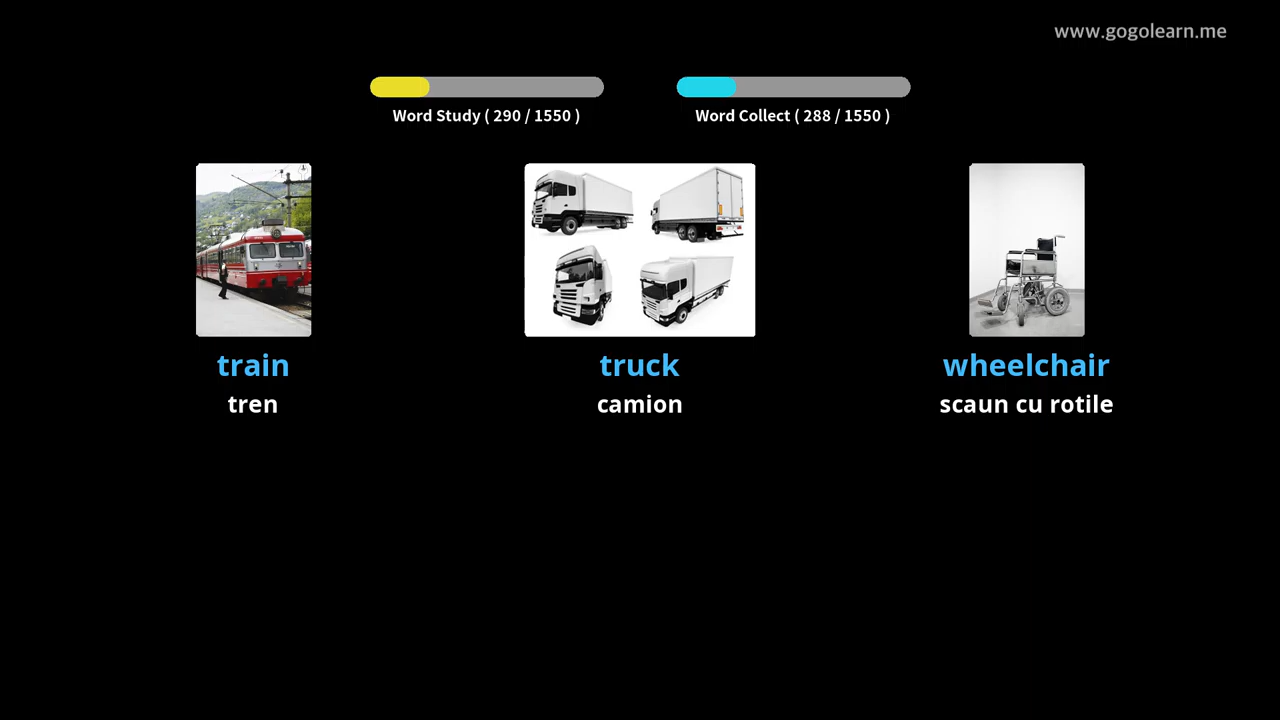 www.gogolearn.me
Word Study ( 290 / 1550 )
Word Collect ( 288 / 1550 )
train
truck
wheelchair
tren
camion
scaun cu rotile